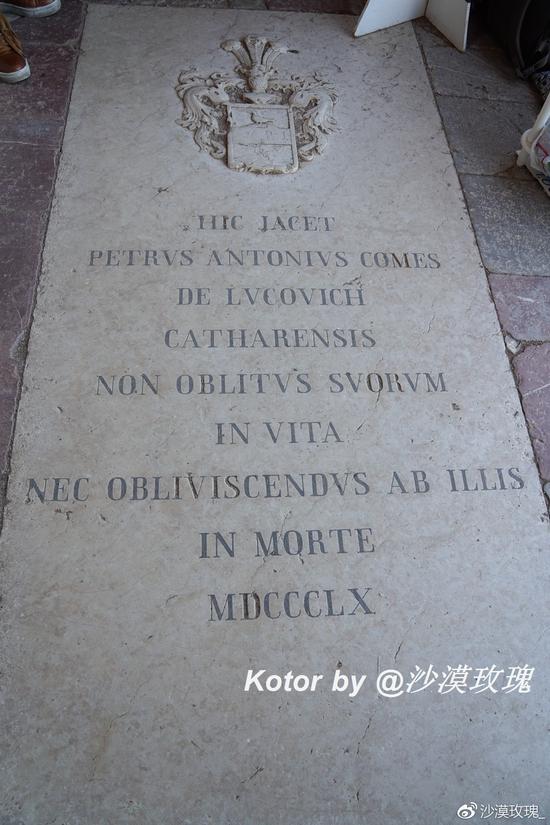 HIC JACET
PETRVS ANTONIVS COMES
DE LVCOVICH
CATHARENSIS
NON OBLITVS SVORVM
IN VITA
NEC OBLIVISCENDVS AB ILLIS
IN MORTE
MDCCCLX
Kotor by @沙漠玫瑰
沙漠玫瑰_